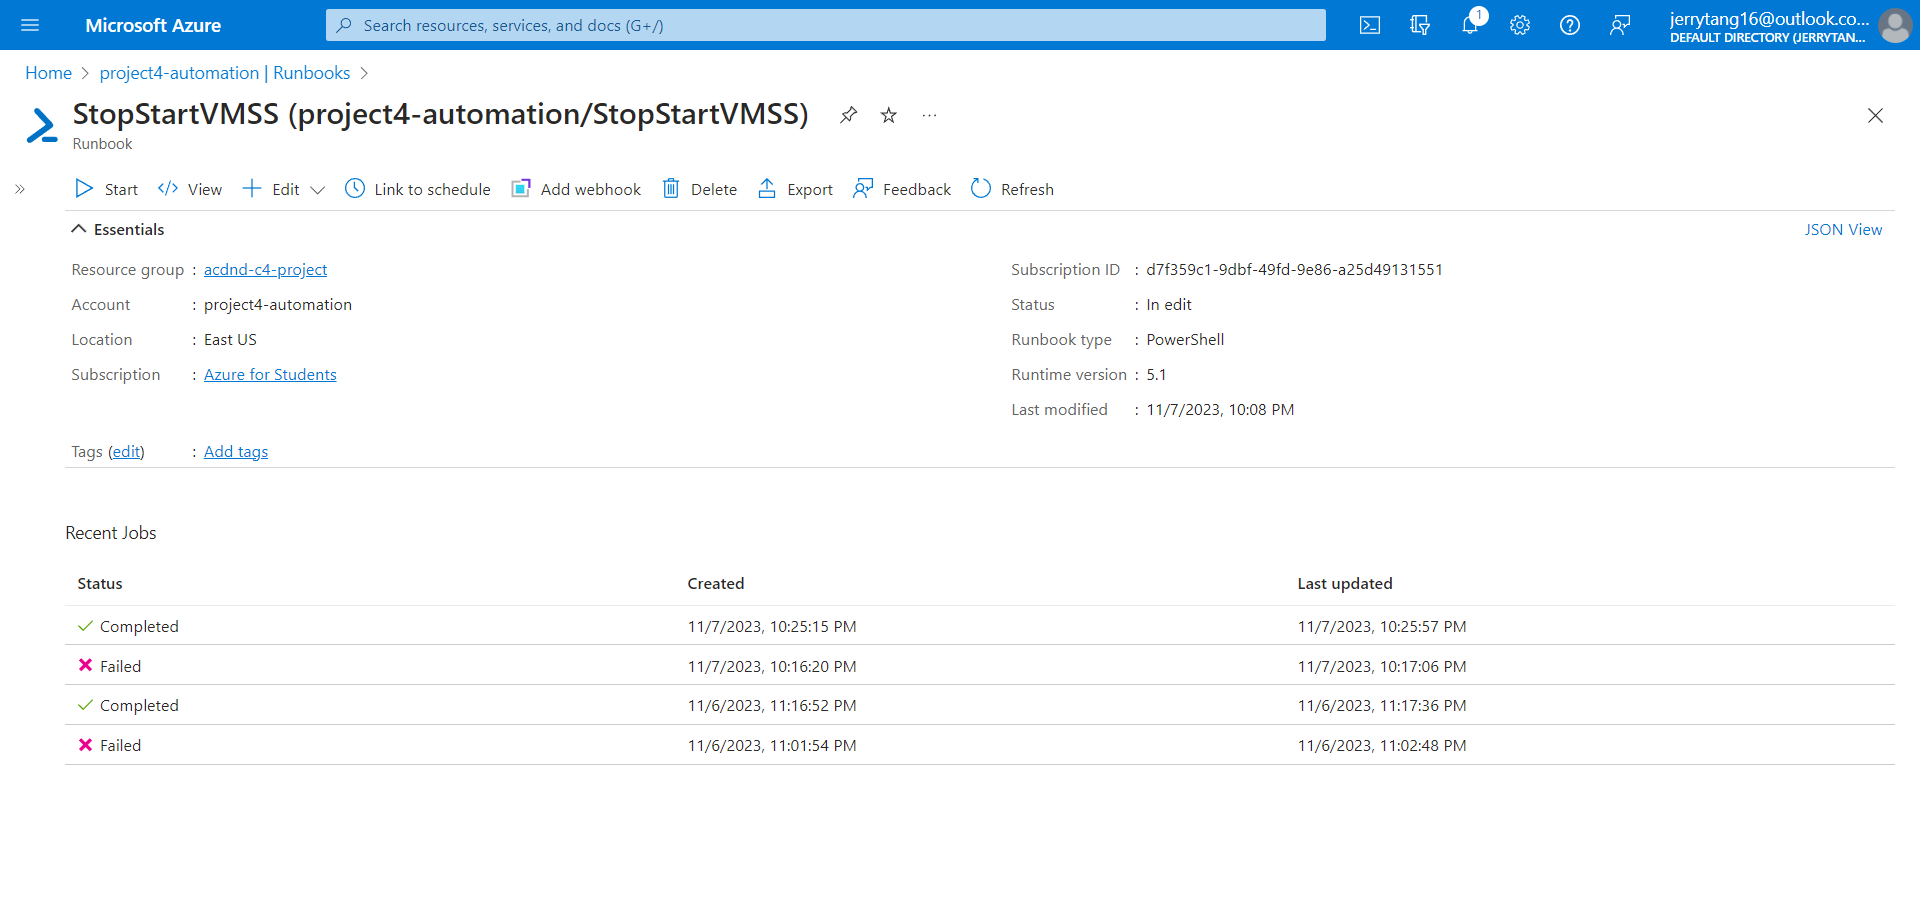 Microsoft Azure
Search resources, services, and docs (G+/)
1
jerrytang16@outlook.co...
DEFAULT DIRECTORY (JERRYTAN...
Home > project4-automation | Runbooks >
StopStartVMSS (project4-automation/StopStartVMSS)
Runbook
Start View Edit Link to schedule Add webhook Delete Export Feedback Refresh
Essentials
JSON View
Resource group : acdnd-c4-project
Account : project4-automation
Location : East US
Subscription : Azure for Students
Subscription ID : d7f359c1-9dbf-49fd-9e86-a25d49131551
Status : In edit
Runbook type : PowerShell
Runtime version : 5.1
Last modified : 11/7/2023, 10:08 PM
Tags (edit) : Add tags
Recent Jobs
Status Created Last updated
Completed 11/7/2023, 10:25:15 PM 11/7/2023, 10:25:57 PM
Failed 11/7/2023, 10:16:20 PM 11/7/2023, 10:17:06 PM
Completed 11/6/2023, 11:16:52 PM 11/6/2023, 11:17:36 PM
Failed 11/6/2023, 11:01:54 PM 11/6/2023, 11:02:48 PM